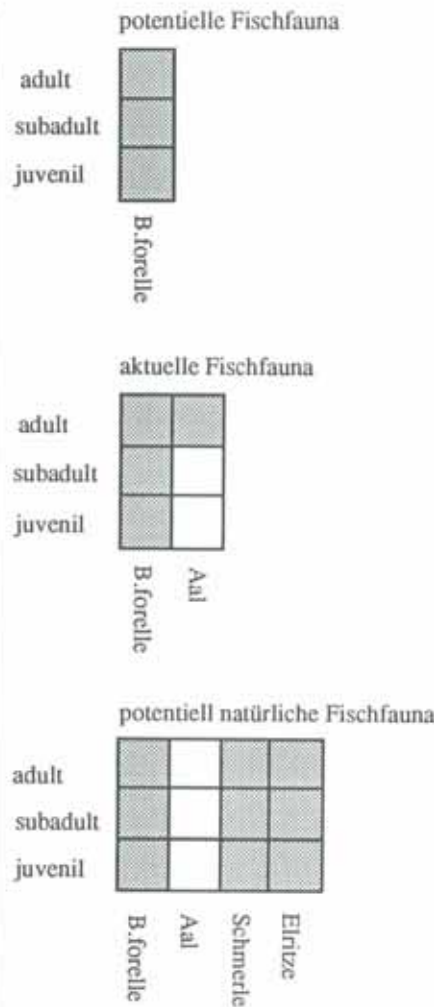 potentielle Fischfauna
adult
subadult
juvenil
B.forelle
aktuelle Fischfauna
adult
subadult
juvenil
B.forelle
Aal
potentiell natürliche Fischfauna
adult
subadult
juvenil
B.forelle
Aal
Schmerle
Elritze